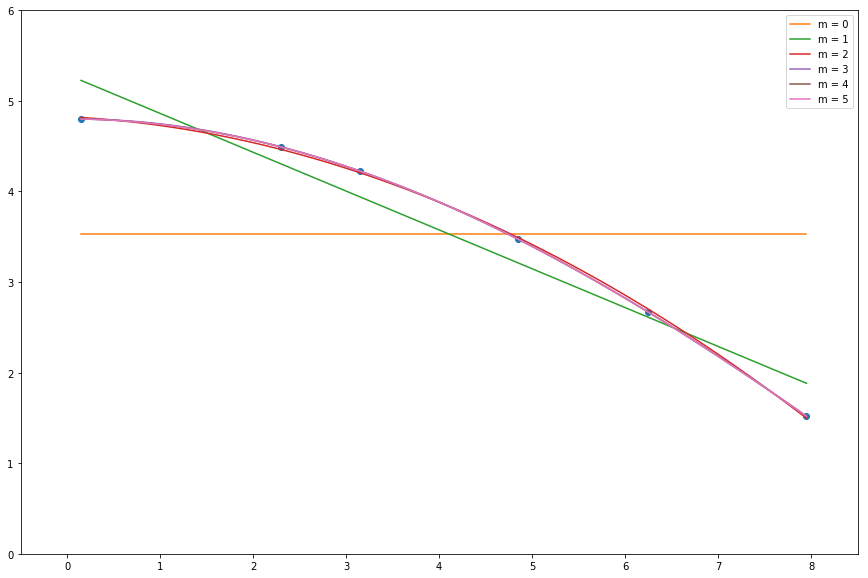 m = 0
m = 1
m = 2
m = 3
m = 4
m = 5
6
5
4
3
2
1
0
0 1 2 3 4 5 6 7 8